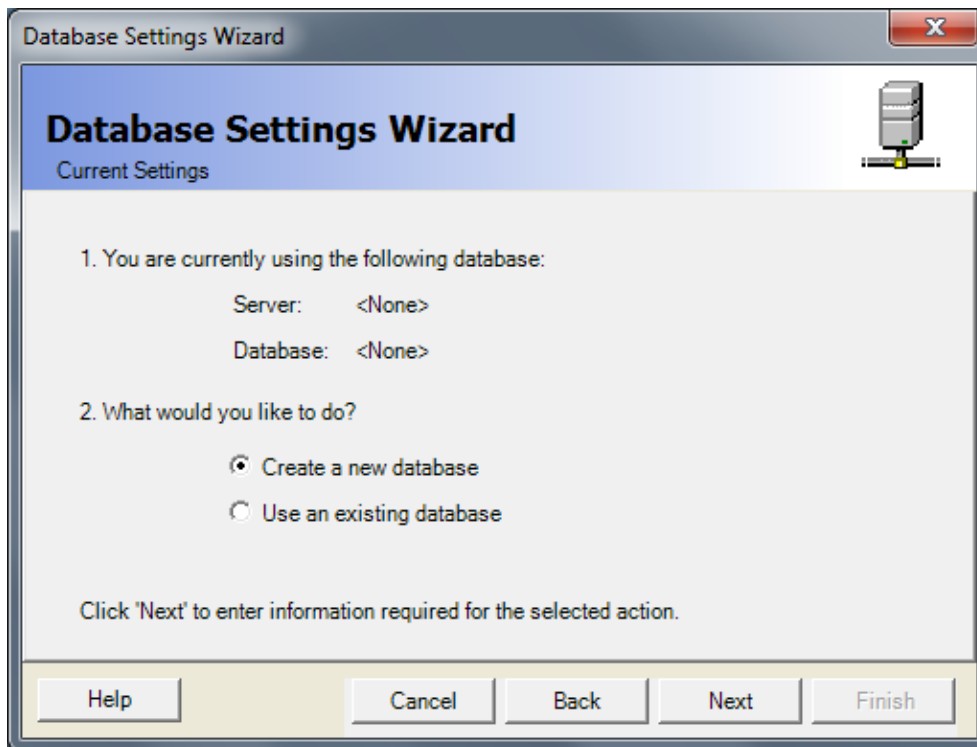 Database Settings Wizard
X
Database Settings Wizard
Current Settings
1. You are currently using the following database:
Server: <None>
Database: <None>
2. What would you like to do?
Create a new database
Use an existing database
Click 'Next' to enter information required for the selected action.
Help Cancel Back Next Finish